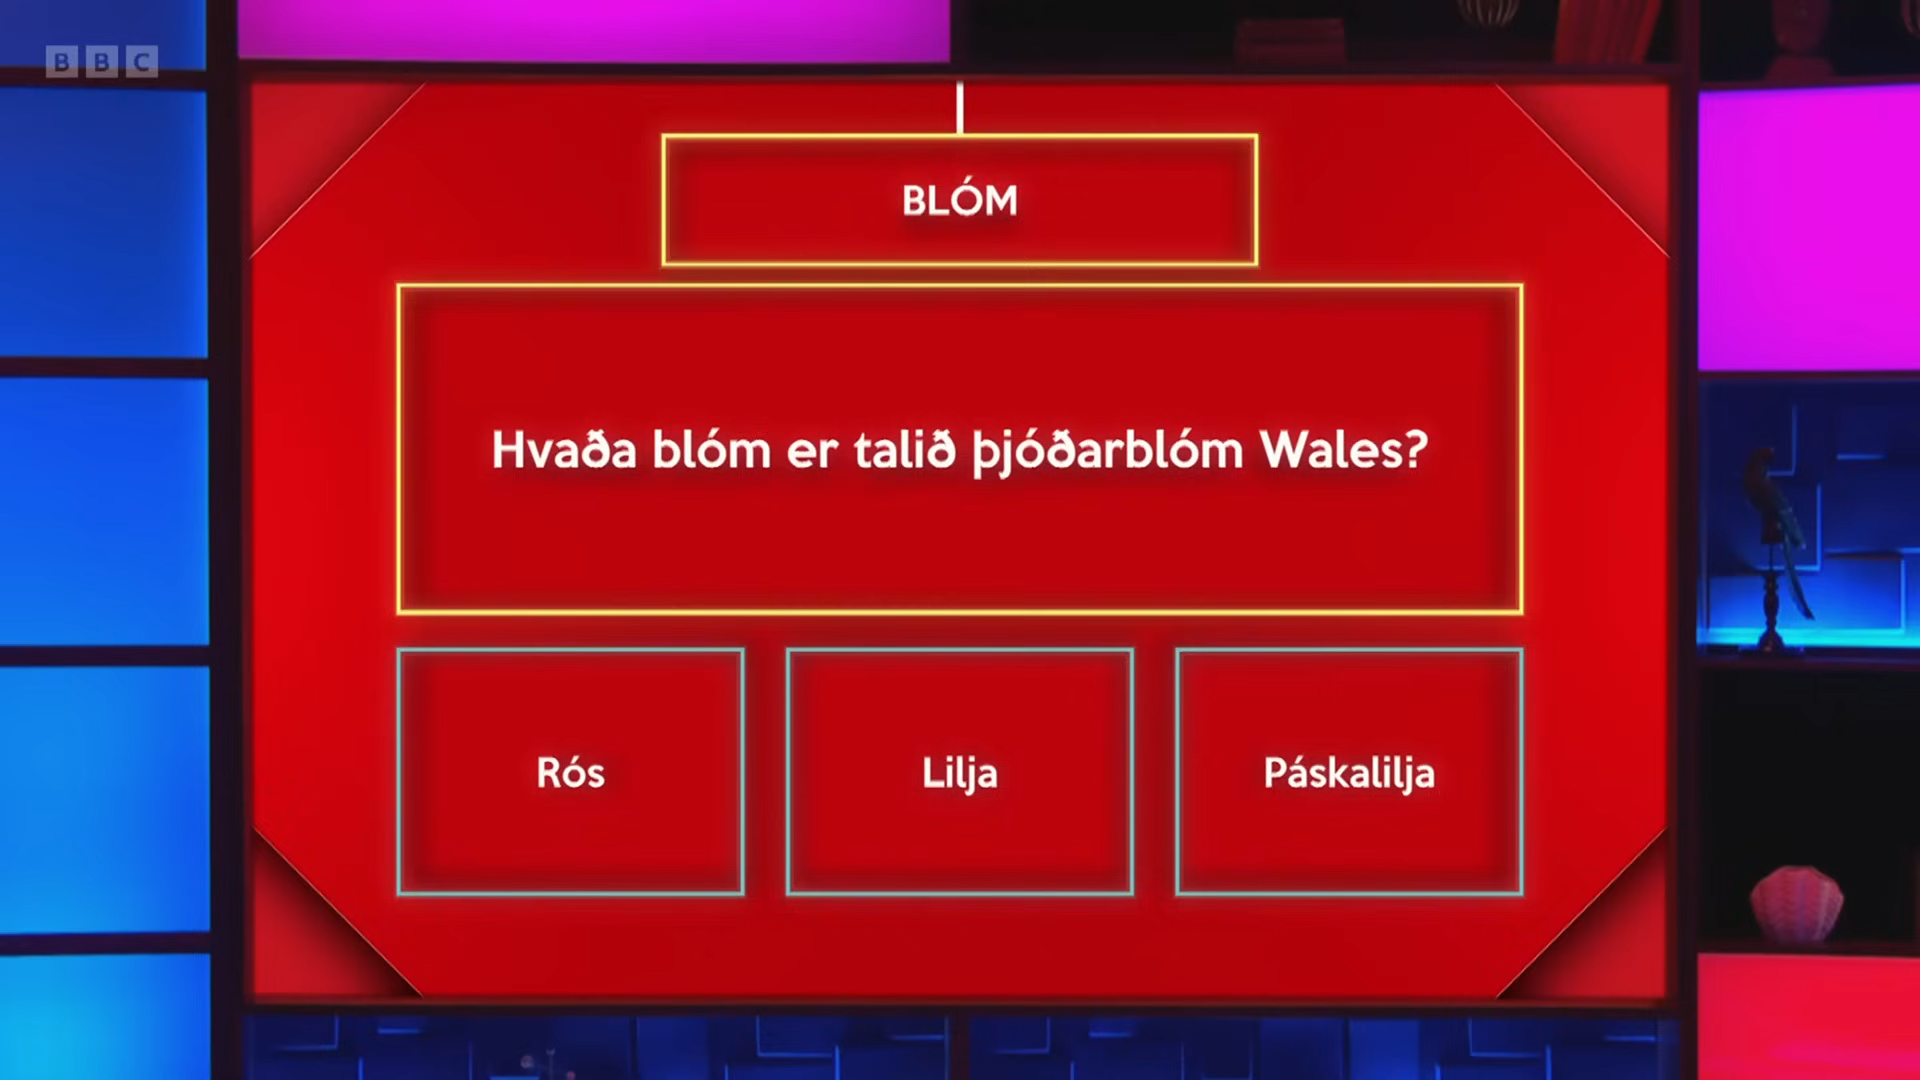 BBC
BLÓM
Hvaða blóm er talið þjóðarblóm Wales?
Rós
Lilja
Páskalilja